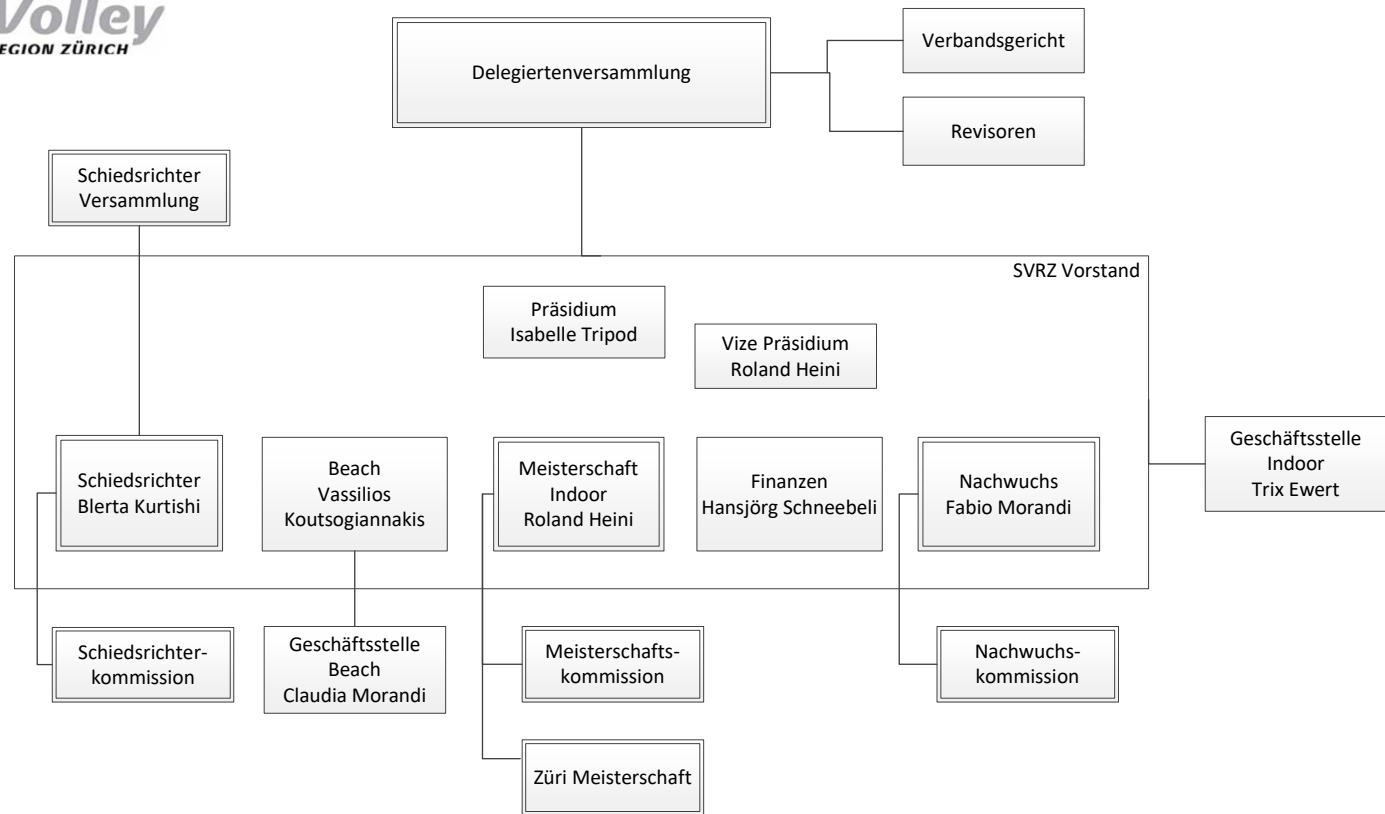 Volley
EGION ZÜRICH
Delegiertenversammlung
Verbandsgericht
Revisoren
Schiedsrichter
Versammlung
SVRZ Vorstand
Präsidium
Isabelle Tripod
Vize Präsidium
Roland Heini
Schiedsrichter
Blerta Kurtishi
Beach
Vassilios
Koutsogiannakis
Meisterschaft
Indoor
Roland Heini
Finanzen
Hansjörg Schneebeli
Nachwuchs
Fabio Morandi
Geschäftsstelle
Indoor
Trix Ewert
Schiedsrichter-
kommission
Geschäftsstelle
Beach
Claudia Morandi
Meisterschafts-
kommission
Nachwuchs-
kommission
Züri Meisterschaft